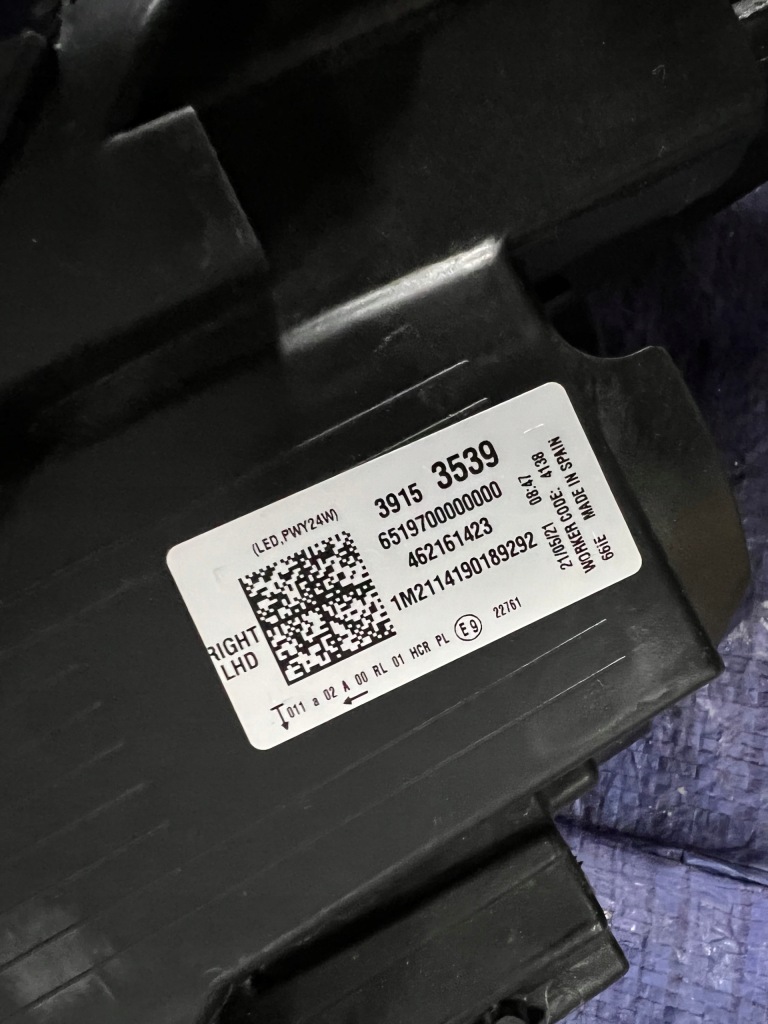 (LED,PWY24W)
RIGHT
LHD
3915 3539
6519700000000
462161423
1M2114190189292
21/05/21 08:47
WORKER CODE: 4138
66IE MADE IN SPAIN
011 a 02 A 00 RL 01 HCR PL E9 22761